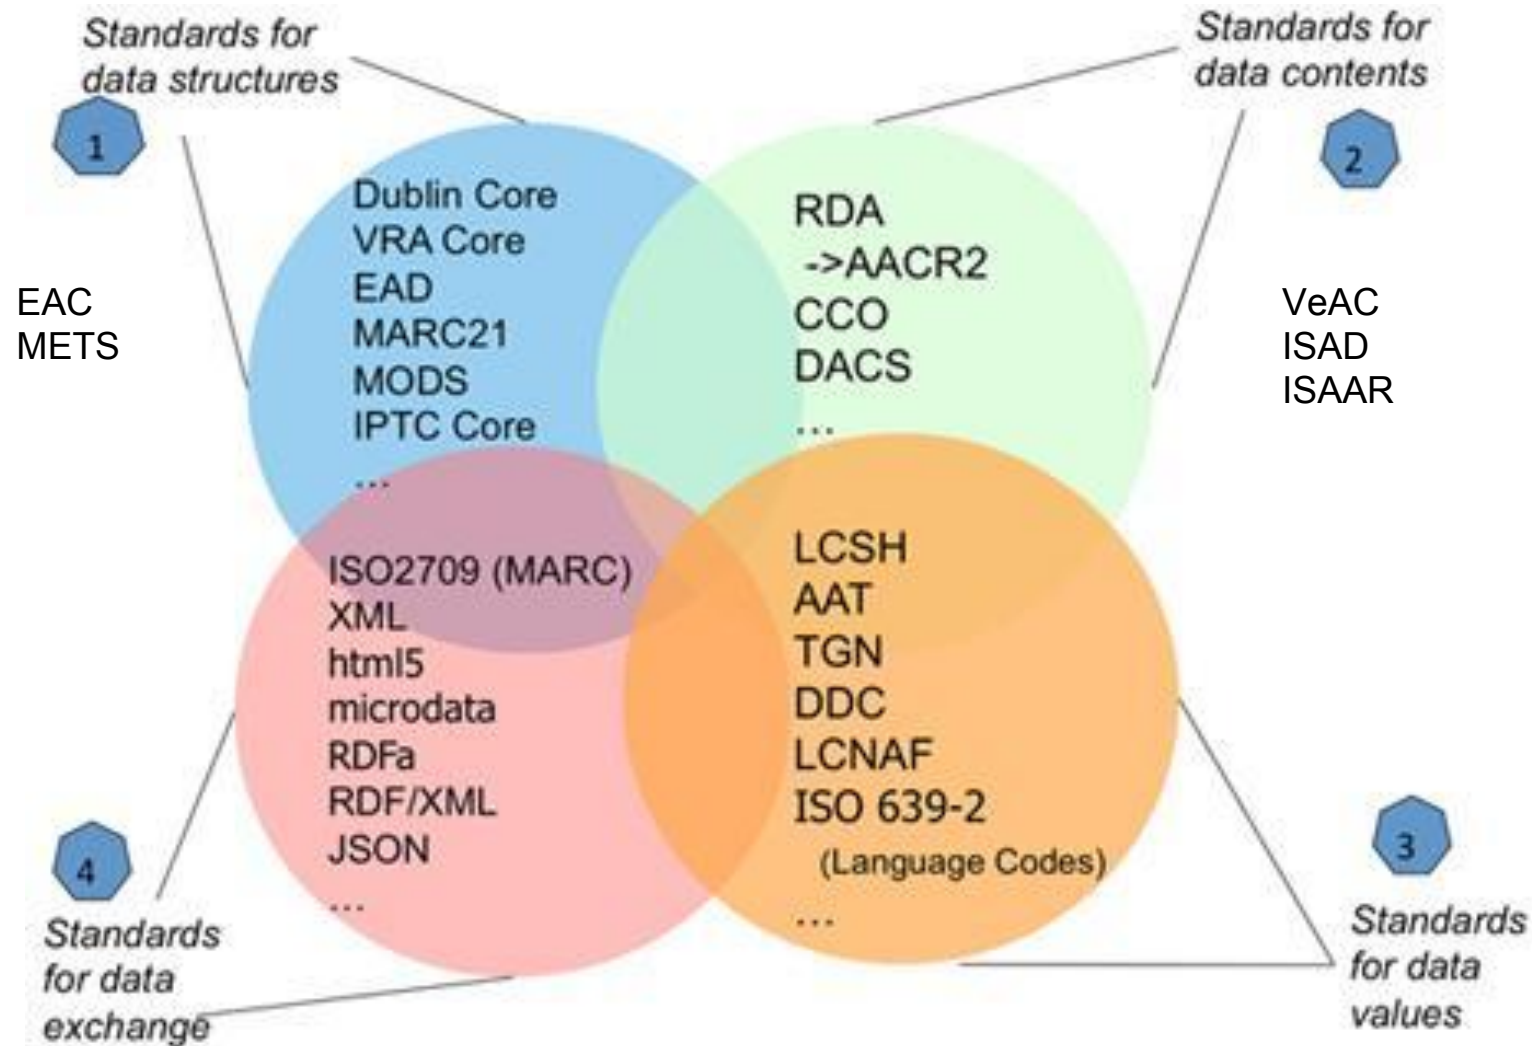 Standards for
data structures
1
EAC
METS
Dublin Core
VRA Core
EAD
MARC21
MODS
IPTC Core
...
Standards for
data contents
2
RDA
->AACR2
CCO
DACS
...
VeAC
ISAD
ISAAR
ISO2709 (MARC)
XML
html5
microdata
RDFa
RDF/XML
JSON
...
4
Standards
for data
exchange
LCSH
AAT
TGN
DDC
LCNAF
ISO 639-2
(Language Codes)
...
3
Standards
for data
values